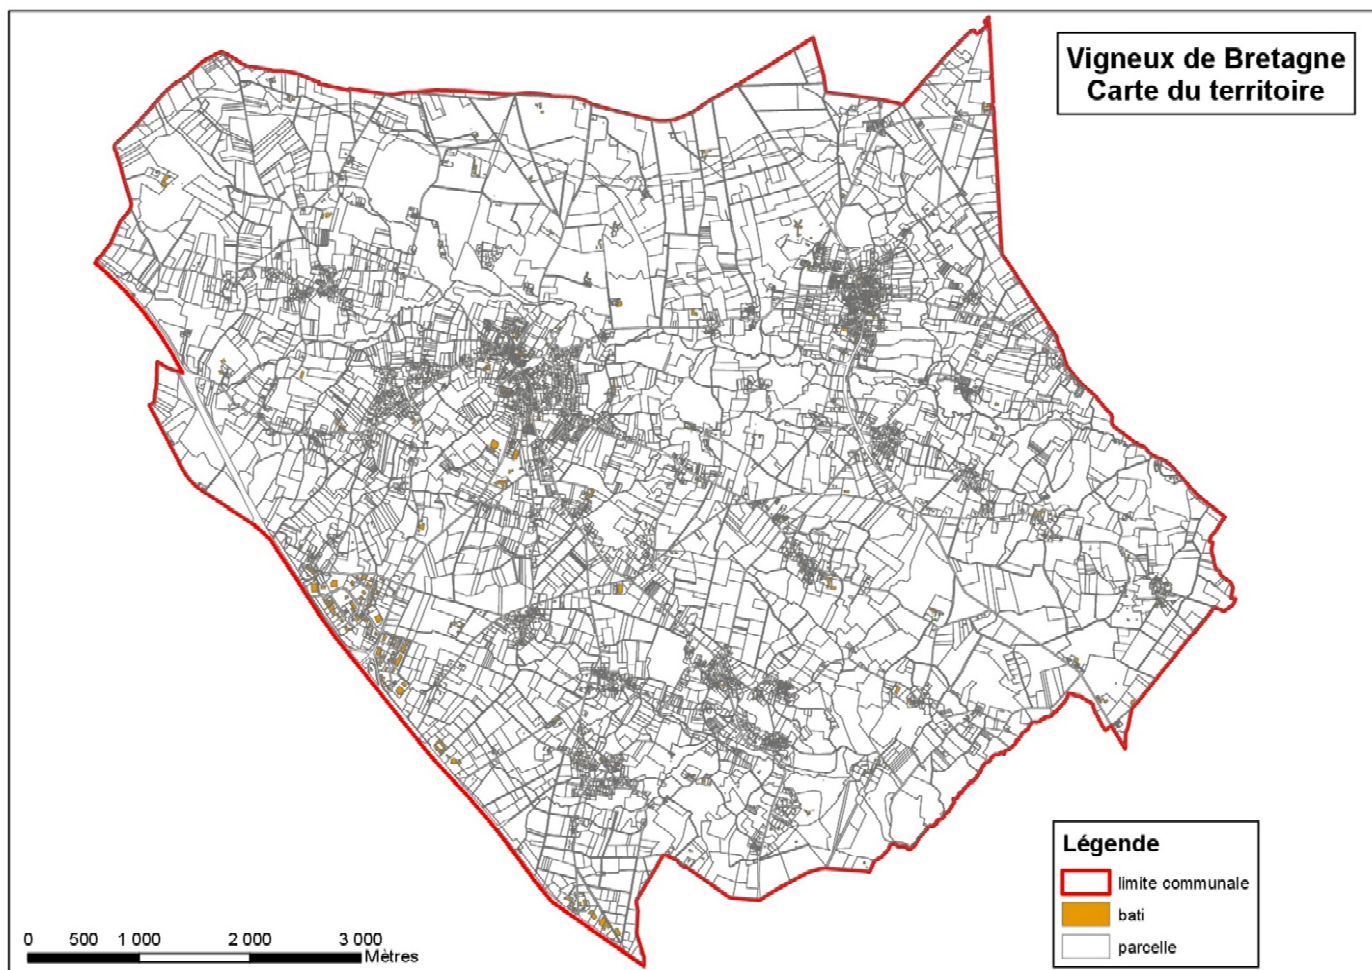 Vigneux de Bretagne
Carte du territoire
Légende
limite communale
bati
parcelle
0 500 1 000 2 000 3 000
Mètres